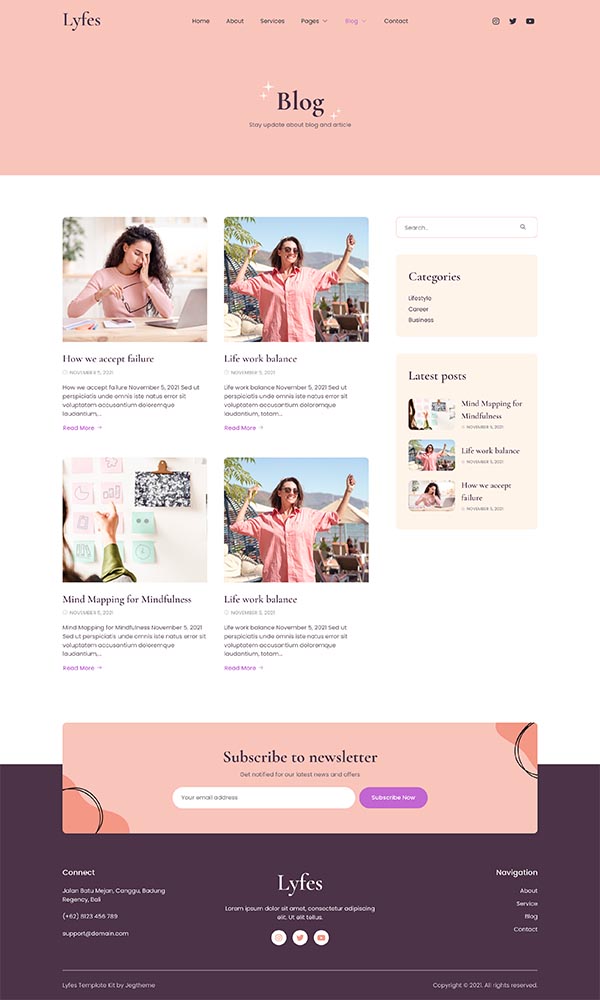 Lyfes
Home About Services Pages Blog Contact
Blog
Stay update about blog and article
How we accept failure
NOVEMBER 5, 2021
How we accept failure November 5, 2021 Sed ut
perspiciatis unde omnis iste natus error sit
voluptatem accusantium doloremque
laudantium,...
Read More
Life work balance
NOVEMBER 5, 2021
Life work balance November 5, 2021 Sed ut
perspiciatis unde omnis iste natus error sit
voluptatem accusantium doloremque
laudantium, totam...
Read More
Mind Mapping for Mindfulness
NOVEMBER 5, 2021
Mind Mapping for Mindfulness November 5, 2021
Sed ut perspiciatis unde omnis iste natus error sit
voluptatem accusantium doloremque
laudantium,...
Read More
Life work balance
NOVEMBER 5, 2021
Life work balance November 5, 2021 Sed ut
perspiciatis unde omnis iste natus error sit
voluptatem accusantium doloremque
laudantium, totam...
Read More
Search...
Categories
Lifestyle
Career
Business
Latest posts
Mind Mapping for
Mindfulness
NOVEMBER 5, 2021
Life work balance
NOVEMBER 5, 2021
How we accept
failure
NOVEMBER 5, 2021
Subscribe to newsletter
Get notified for our latest news and offers
Your email address
Subscribe Now
Connect
Jalan Batu Mejan, Canggu, Badung
Regency, Bali
(+62) 8123 456 789
support@domain.com
Lyfes
Lorem ipsum dolor sit amet, consectetur adipiscing
elit. Ut elit tellus.
Navigation
About
Service
Blog
Contact
Lyfes Template Kit by Jegtheme
Copyright © 2021. All rights reserved.